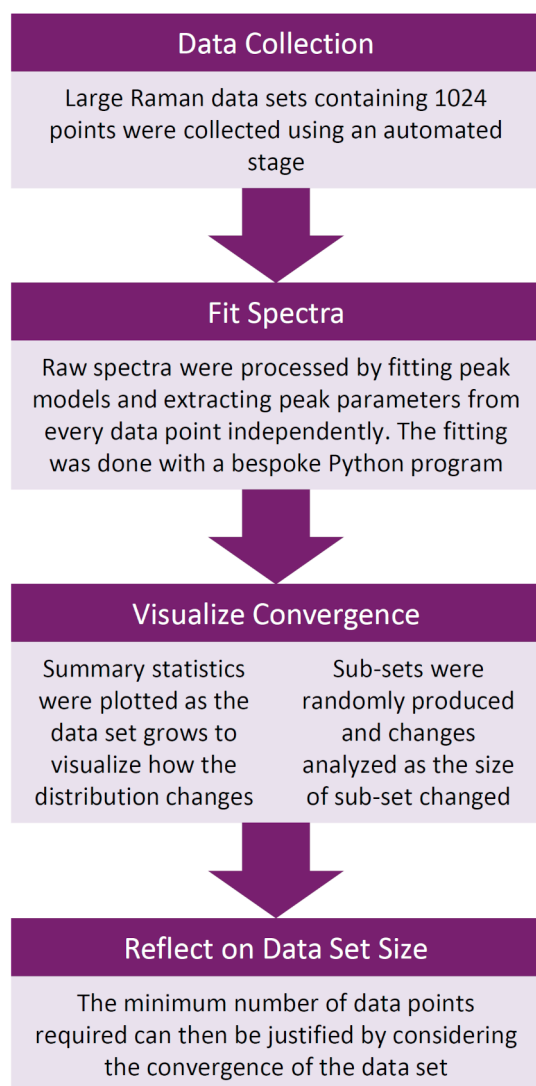 Data Collection
Large Raman data sets containing 1024
points were collected using an automated
stage
Fit Spectra
Raw spectra were processed by fitting peak
models and extracting peak parameters from
every data point independently. The fitting
was done with a bespoke Python program
Visualize Convergence
Summary statistics
were plotted as the
data set grows to
visualize how the
distribution changes
Sub-sets were
randomly produced
and changes
analyzed as the size
of sub-set changed
Reflect on Data Set Size
The minimum number of data points
required can then be justified by considering
the convergence of the data set